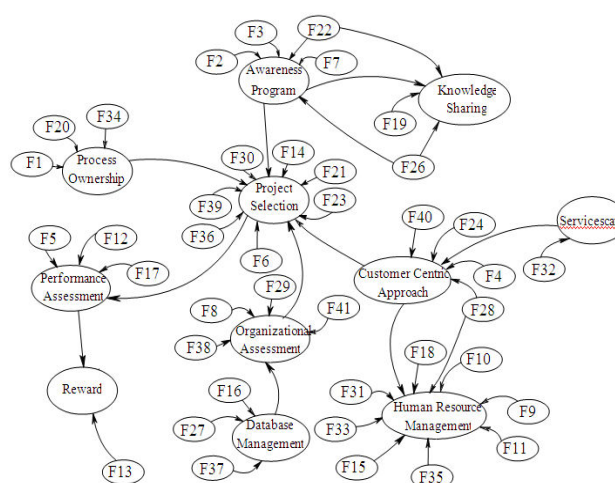 F3
F22
F2
Awareness
Program
F7
Knowledge
Sharing
F19
F20
F34
F1
Process
Ownership
F30
F14
F26
F21
Project
Selection
F39
F23
F36
F40
F24
F5
F12
F6
F32
F17
Customer Centric
Approach
F4
Performance
Assessment
F29
F28
F8
F41
Organizational
Assessment
F38
F18
F10
F16
F31
Reward
F9
F27
Database
Management
F33
Human Resource
Management
F11
F37
F15
F35
F13